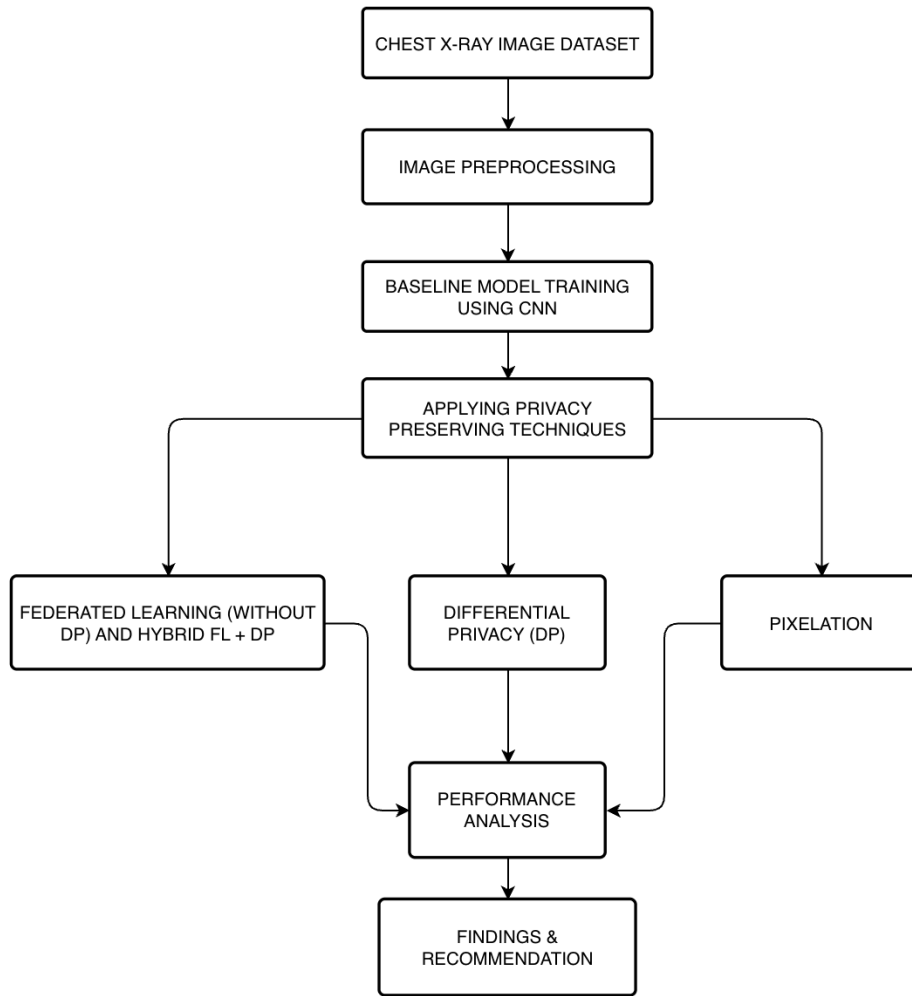 CHEST X-RAY IMAGE DATASET
IMAGE PREPROCESSING
BASELINE MODEL TRAINING
USING CNN
APPLYING PRIVACY
PRESERVING TECHNIQUES
FEDERATED LEARNING (WITHOUT
DP) AND HYBRID FL + DP
DIFFERENTIAL
PRIVACY (DP)
PIXELATION
PERFORMANCE
ANALYSIS
FINDINGS &
RECOMMENDATION